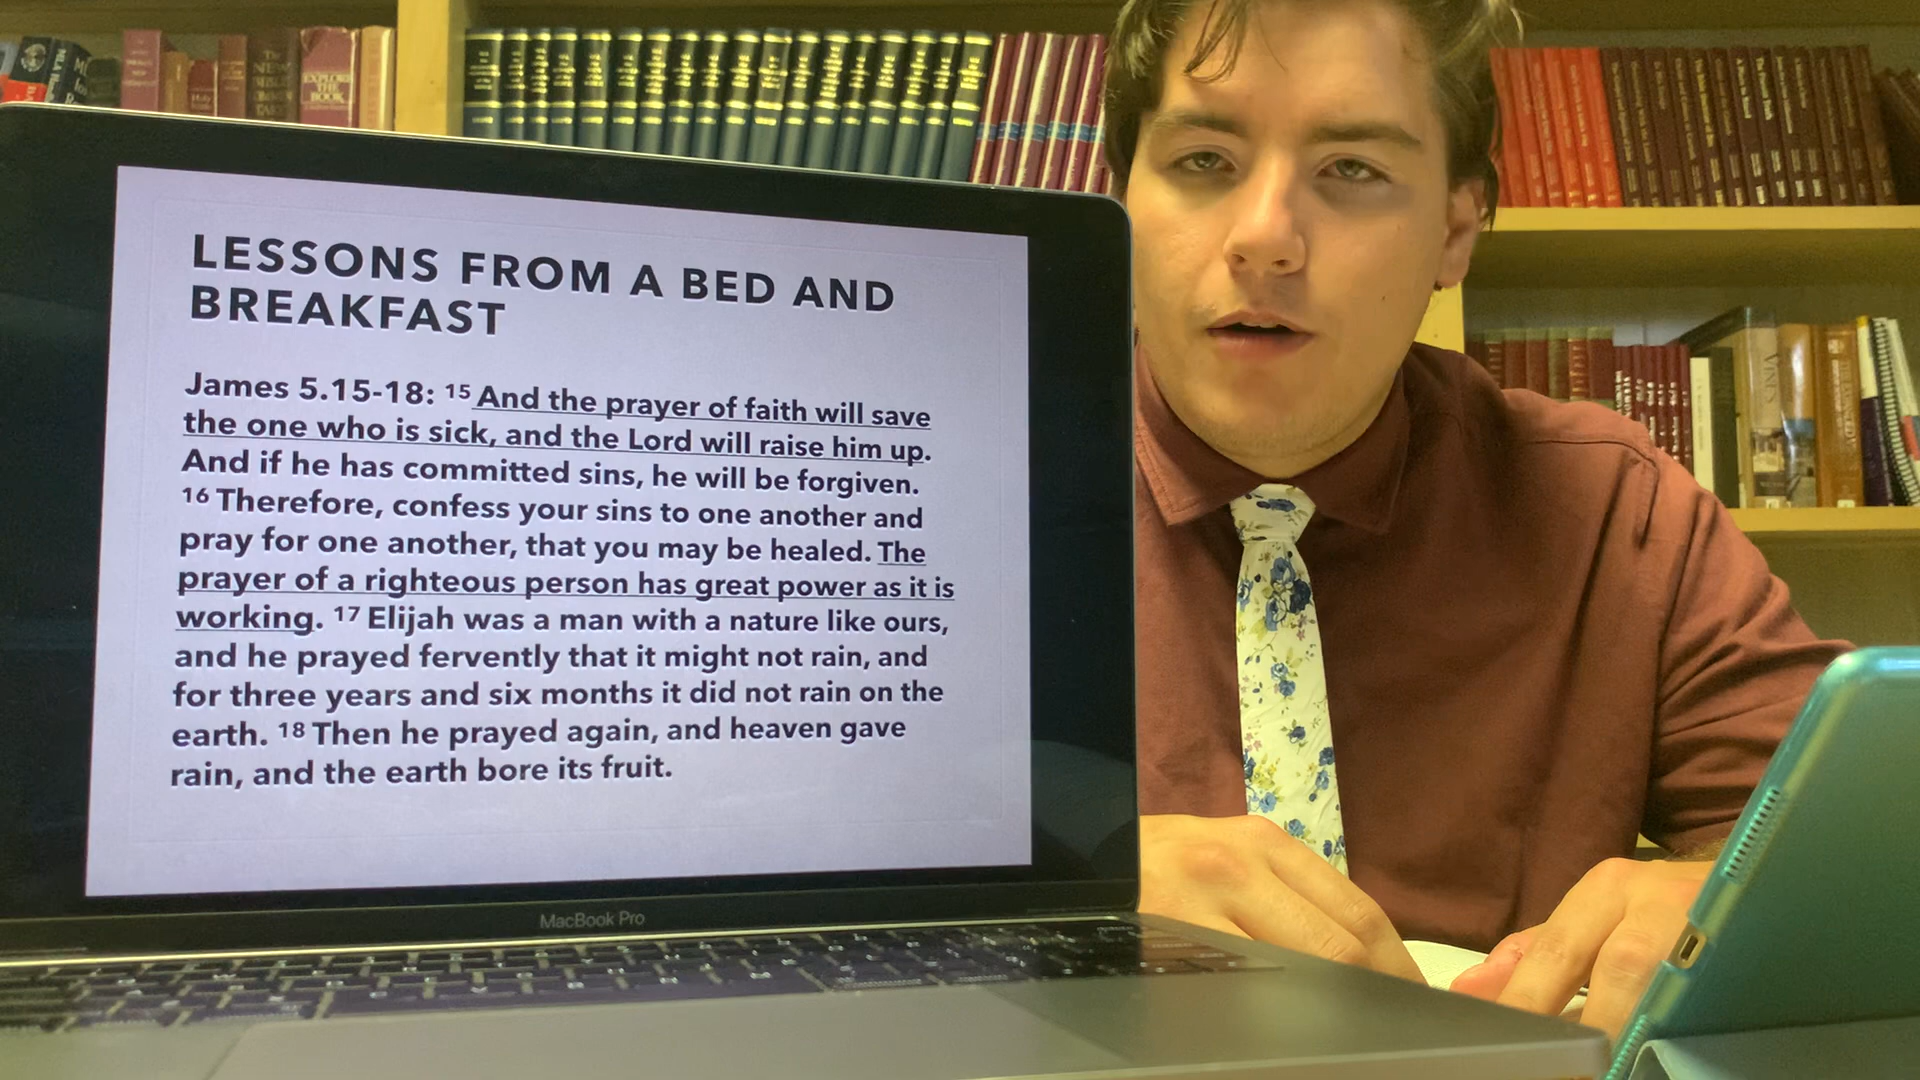 LESSONS FROM A BED AND
BREAKFAST
James 5.15-18: 15 And the prayer of faith will save
the one who is sick, and the Lord will raise him up.
And if he has committed sins, he will be forgiven.
16 Therefore, confess your sins to one another and
pray for one another, that you may be healed. The
prayer of a righteous person has great power as it is
working. 17 Elijah was a man with a nature like ours,
and he prayed fervently that it might not rain, and
for three years and six months it did not rain on the
earth. 18 Then he prayed again, and heaven gave
rain, and the earth bore its fruit.
MacBook Pro
EXPLORE
THE
BOOK